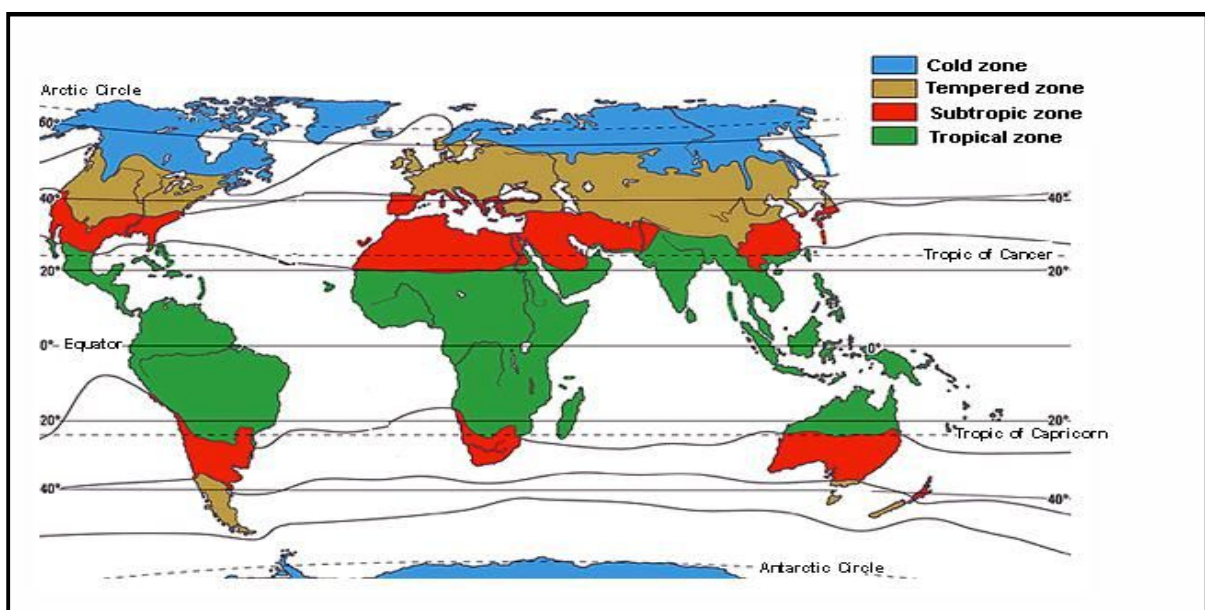 Cold zone
Tempered zone
Subtropic zone
Tropical zone
Arctic Circle
60°
40°
40°
Tropic of Cancer
20°
20°
0°
Equator
0°
20°
20°
Tropic of Capricorn
40°
40°
Antarctic Circle